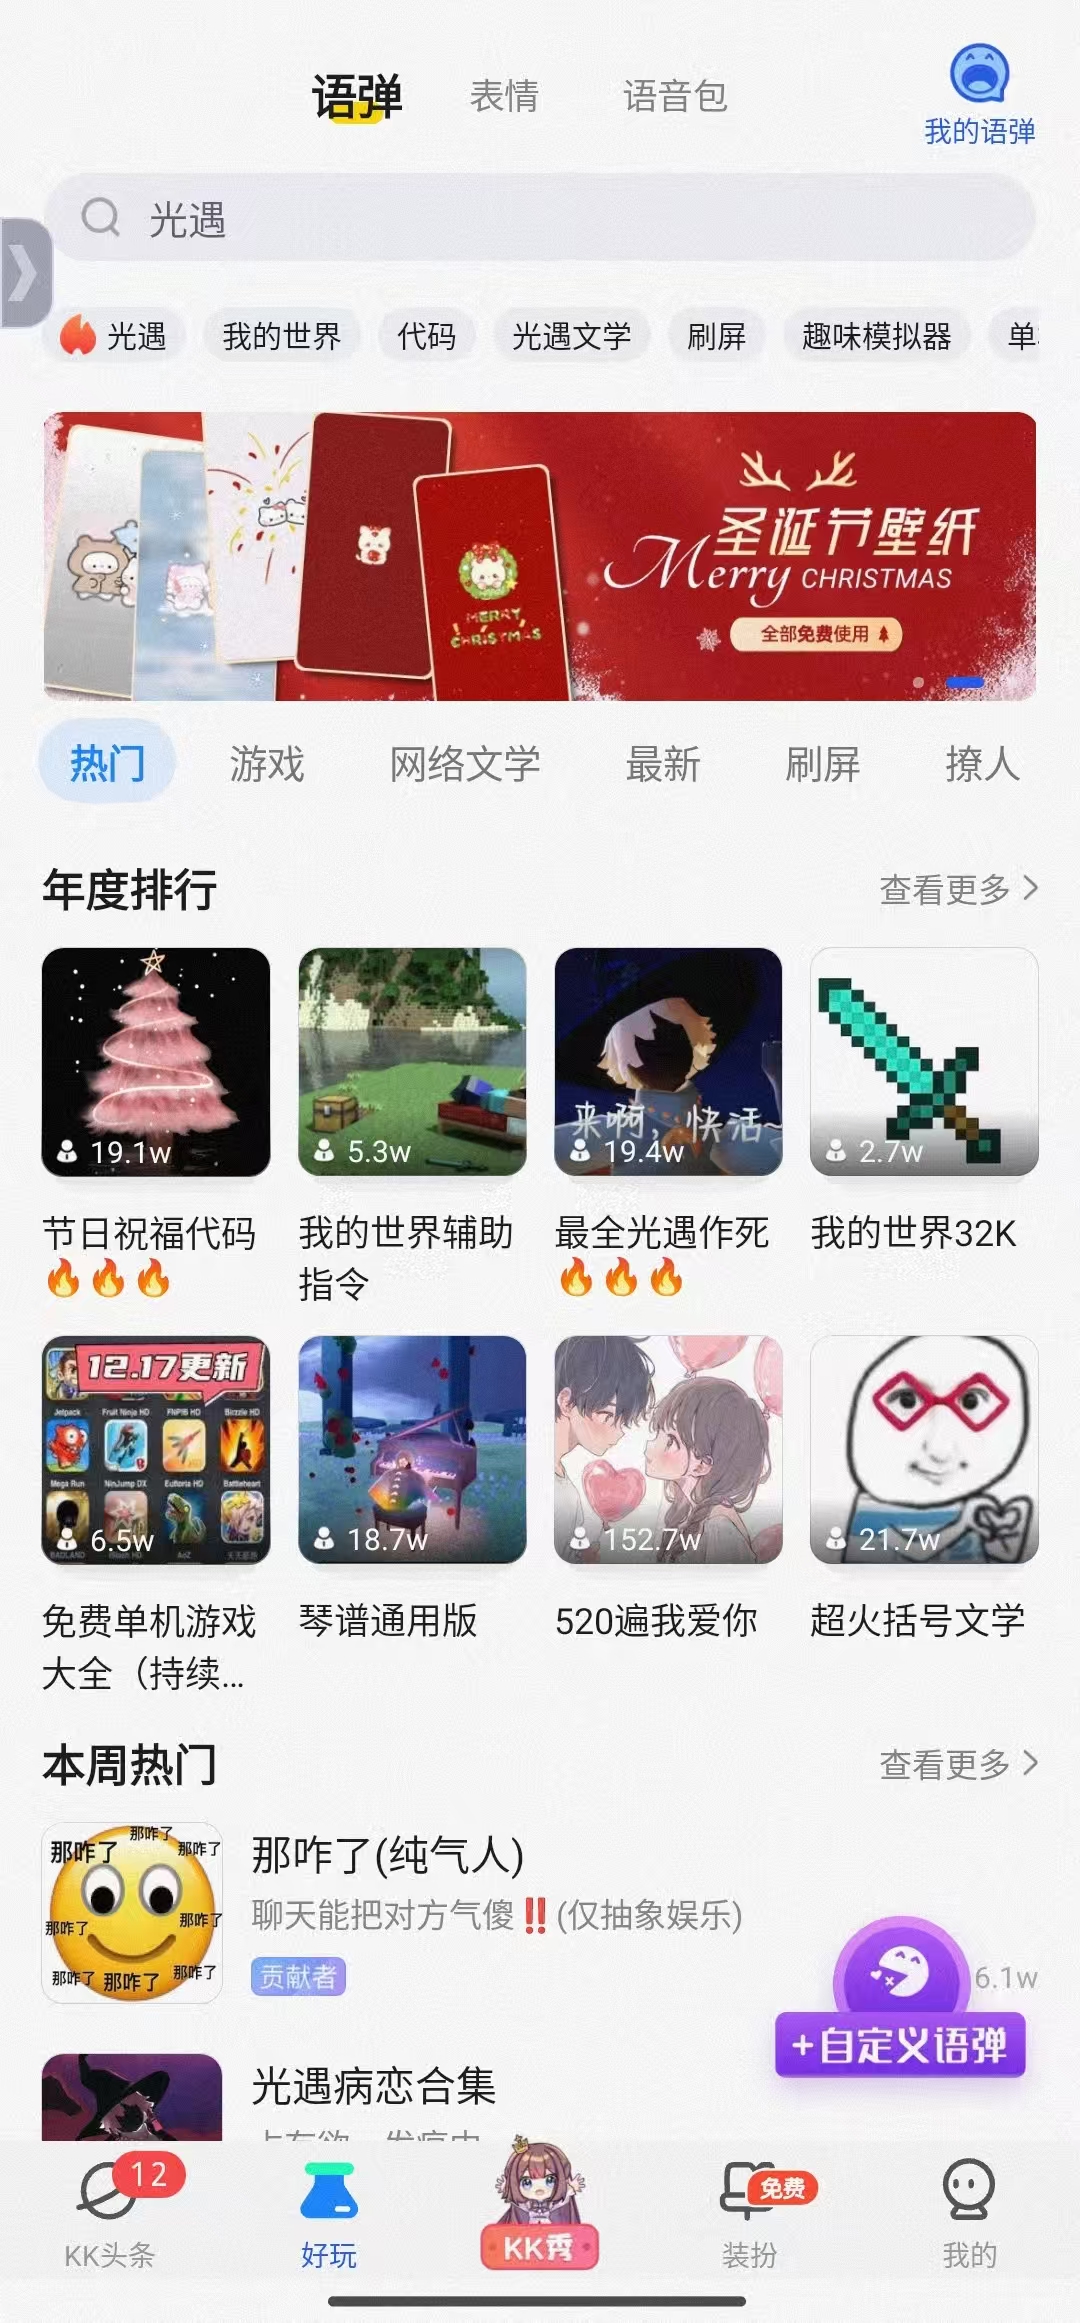 语弹 表情 语音包
我的语弹
光遇
光遇 我的世界 代码 光遇文学 刷屏 趣味模拟器 单
圣诞节壁纸
Merry CHRISTMAS
全部免费使用
MERRY
CHRISTMAS
热门 游戏 网络文学 最新 刷屏 撩人
年度排行 查看更多
来啊，快活~
19.1w 5.3w 19.4w 2.7w
节日祝福代码 我的世界辅助 最全光遇作死 我的世界32K
🔥🔥🔥 指令 🔥🔥🔥
12.17更新
Jetpack Fruit Ninja HD FNPIB HD Birzzle HD
Mega Run NinJump DX Euforia HD Battleheart
6.5w 18.7w 152.7w 21.7w
BADLAND
免费单机游戏 琴谱通用版 520遍我爱你 超火括号文学
大全（持续...
本周热门 查看更多
那咋了 那咋了 那咋了
那咋了 那咋了
那咋了 那咋了 那咋了
那咋了(纯气人)
聊天能把对方气傻‼️(仅抽象娱乐)
贡献者
6.1w
+自定义语弹
光遇病恋合集
12 免费
KK头条 好玩 KK秀 装扮 我的